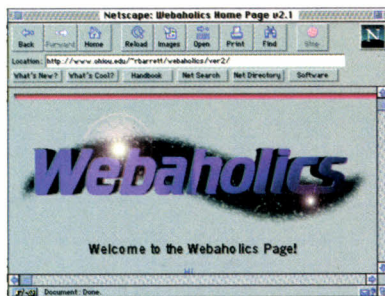 Netscape: Webaholics Home Page v2.1
Back Forward Home Reload Images Open Print Find Stop N
Location: http://www.ohiou.edu/~rbarrett/webaholics/ver2/
What's New? What's Cool? Handbook Net Search Net Directory Software
Webaholics
Welcome to the Webaholics Page!
Document: Done.